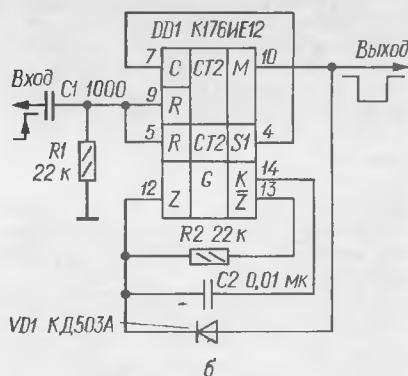 DD1 К176ИЕ12
7 C CT2 M 10
Выход
Вход
C1 1000
9 R
5 R CT2 S1 4
R1
22 к
G K 14
12 Z Z̅ 13
R2 22 к
C2 0,01 мк
VD1 КД503А
б